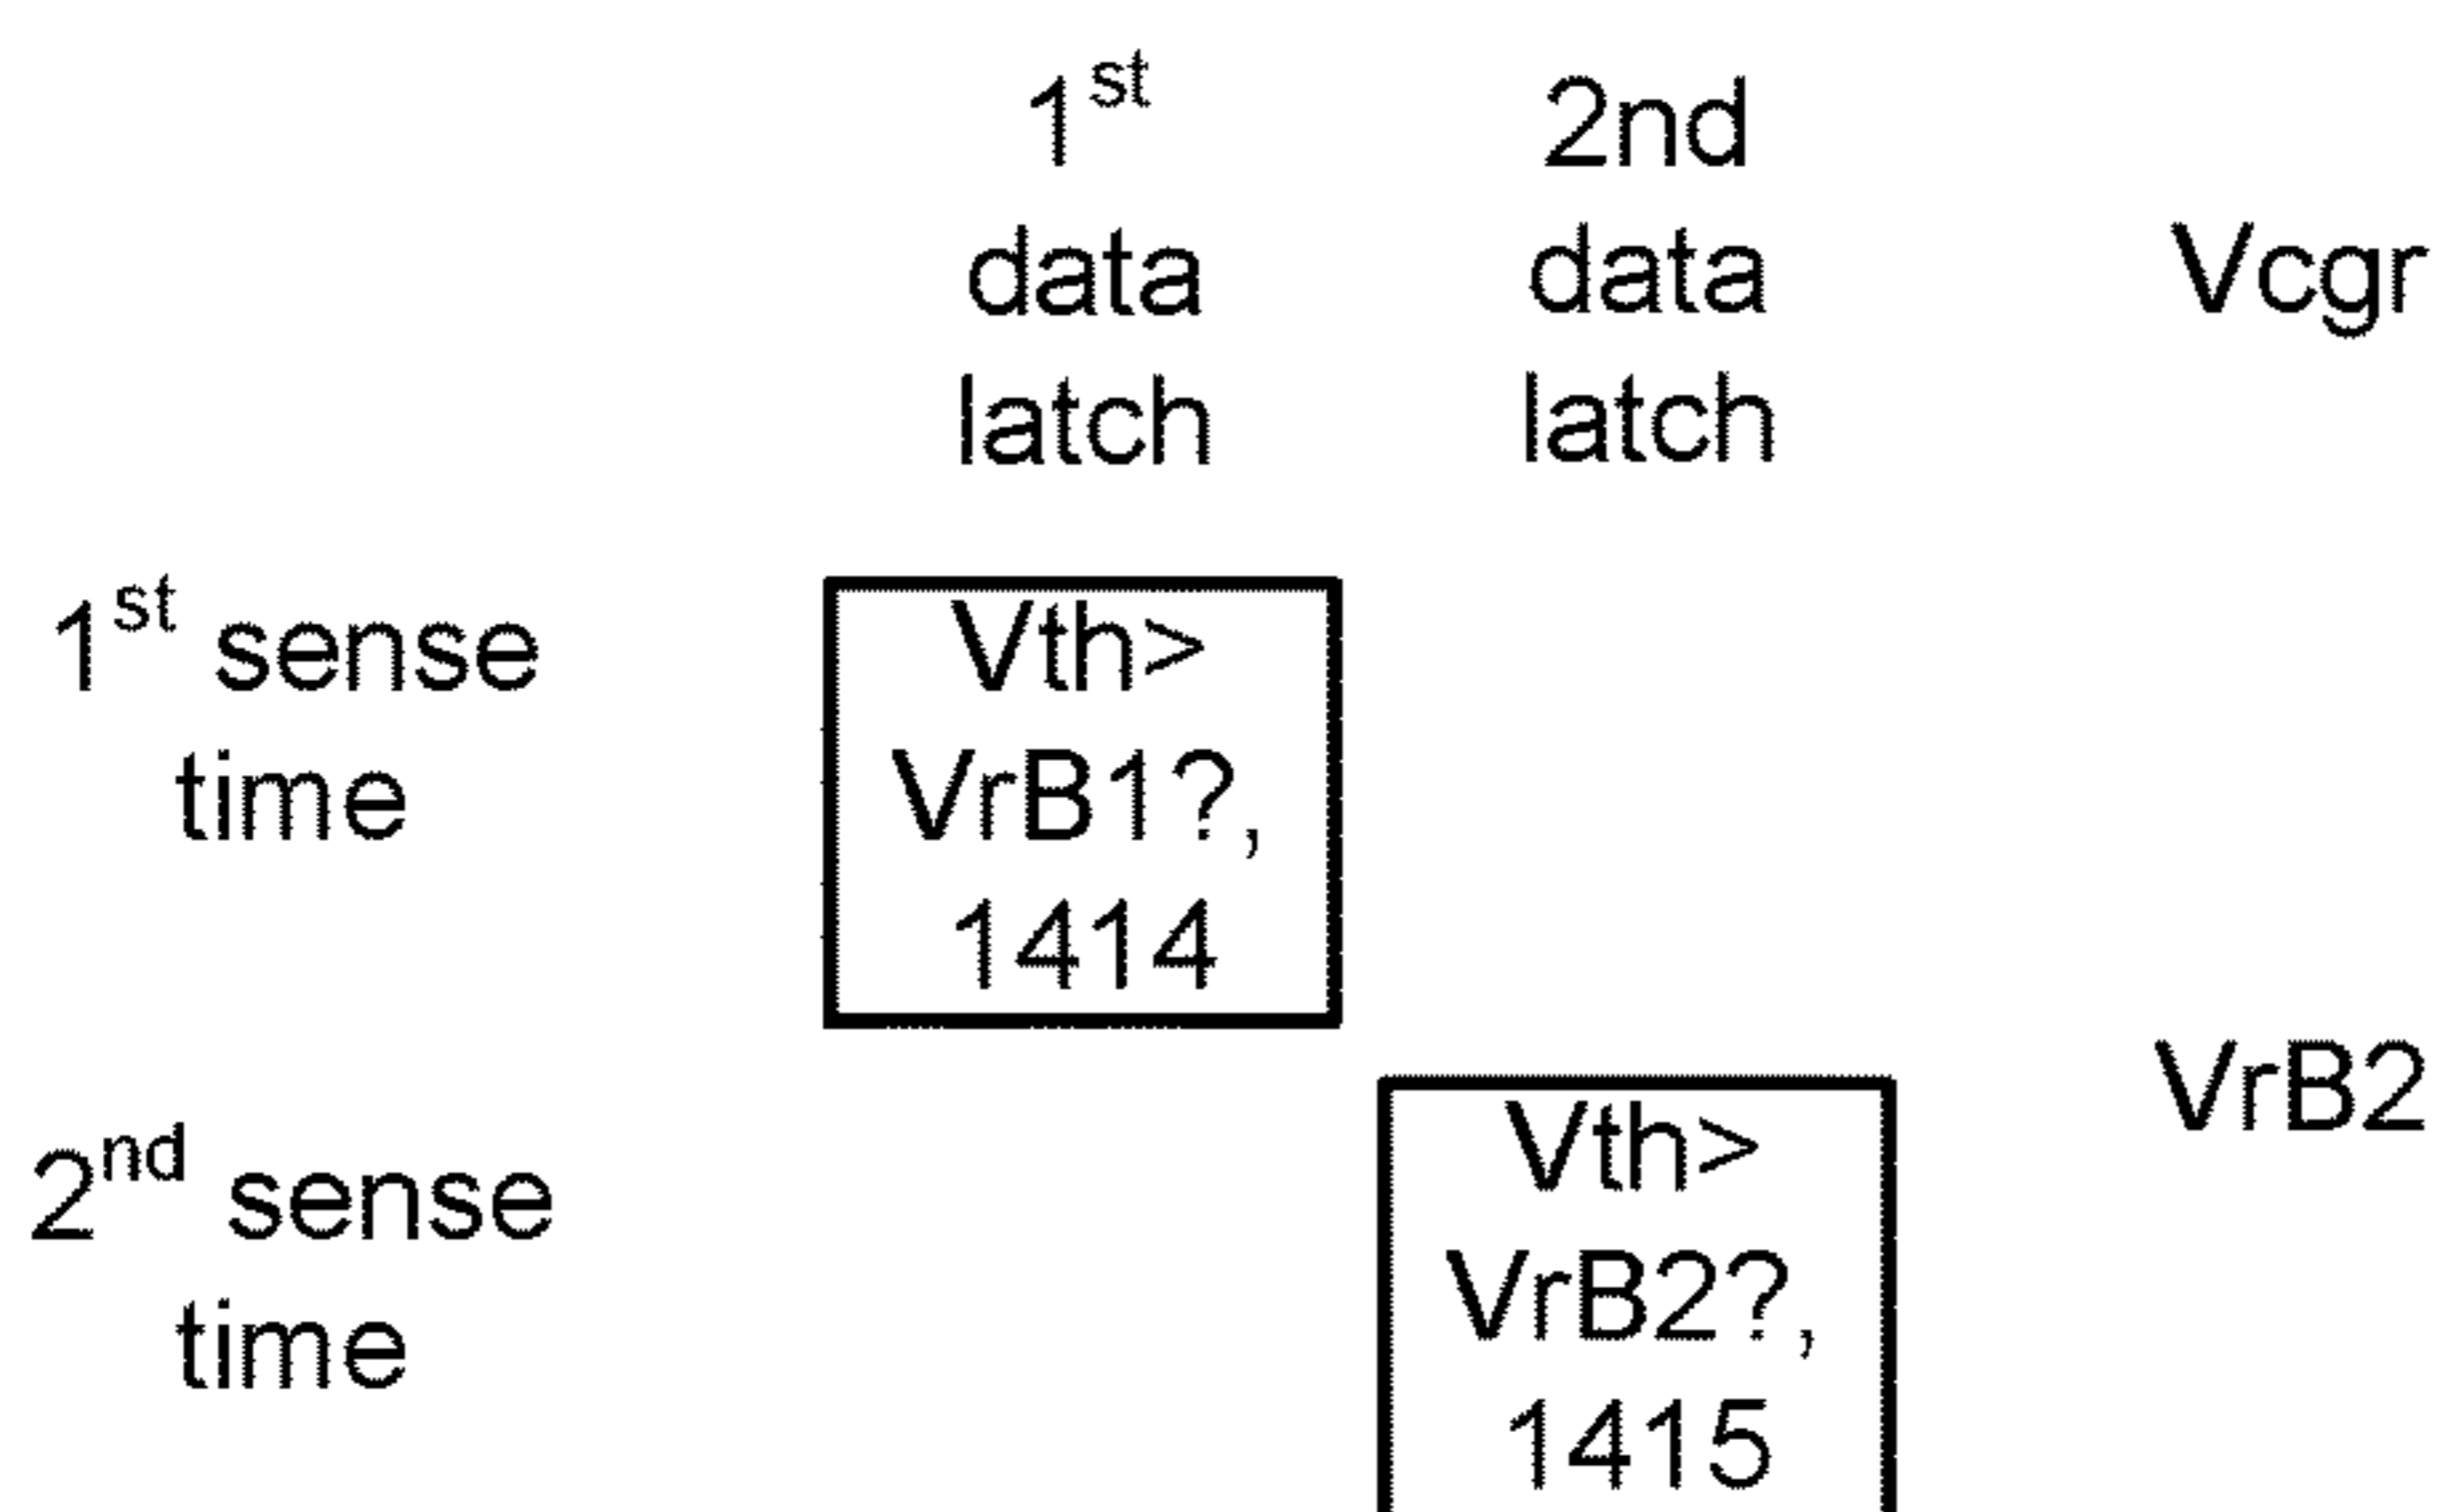 1st
data
latch
2nd
data
latch
Vcgr
1st sense
time
Vth>
VrB1?,
1414
VrB2
2nd sense
time
Vth>
VrB2?,
1415